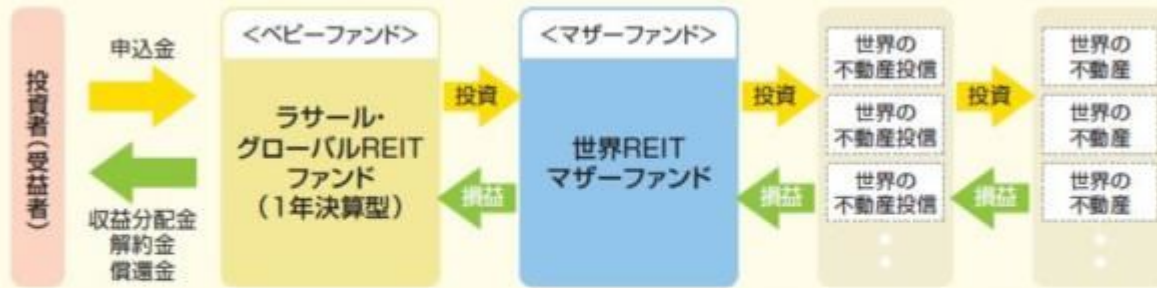 投資者(受益者)
申込金
収益分配金
解約金
償還金
<ベビーファンド>
ラサール・
グローバルREIT
ファンド
(1年決算型)
投資
損益
<マザーファンド>
世界REIT
マザーファンド
投資
損益
世界の
不動産投信
世界の
不動産投信
世界の
不動産投信
投資
損益
世界の
不動産
世界の
不動産
世界の
不動産